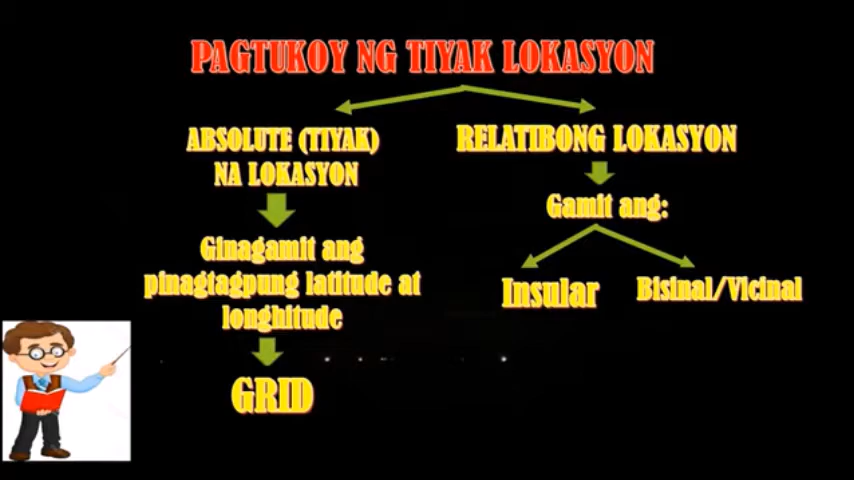 PAGTUKOY NG TIYAK LOKASYON
ABSOLUTE (TIYAK)
NA LOKASYON
Ginagamit ang
pinagtagpung latitude at
longhitude
GRID
RELATIBONG LOKASYON
Gamit ang:
Insular
Bisinal/Vicinal